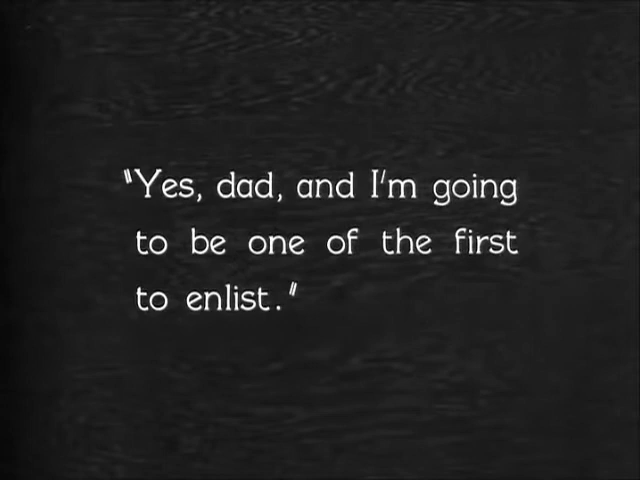 "Yes, dad, and I'm going
to be one of the first
to enlist."